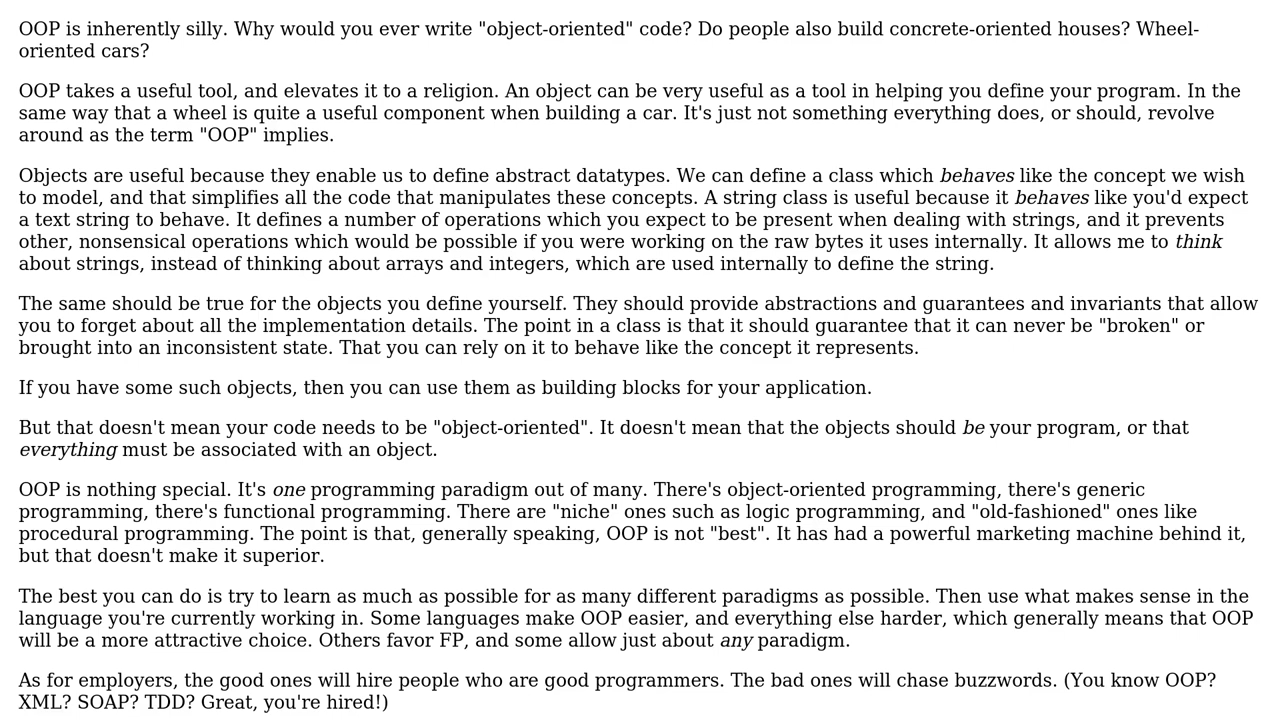 OOP is inherently silly. Why would you ever write "object-oriented" code? Do people also build concrete-oriented houses? Wheel-
oriented cars?
OOP takes a useful tool, and elevates it to a religion. An object can be very useful as a tool in helping you define your program. In the
same way that a wheel is quite a useful component when building a car. It's just not something everything does, or should, revolve
around as the term "OOP" implies.
Objects are useful because they enable us to define abstract datatypes. We can define a class which behaves like the concept we wish
to model, and that simplifies all the code that manipulates these concepts. A string class is useful because it behaves like you'd expect
a text string to behave. It defines a number of operations which you expect to be present when dealing with strings, and it prevents
other, nonsensical operations which would be possible if you were working on the raw bytes it uses internally. It allows me to think
about strings, instead of thinking about arrays and integers, which are used internally to define the string.
The same should be true for the objects you define yourself. They should provide abstractions and guarantees and invariants that allow
you to forget about all the implementation details. The point in a class is that it should guarantee that it can never be "broken" or
brought into an inconsistent state. That you can rely on it to behave like the concept it represents.
If you have some such objects, then you can use them as building blocks for your application.
But that doesn't mean your code needs to be "object-oriented". It doesn't mean that the objects should be your program, or that
everything must be associated with an object.
OOP is nothing special. It's one programming paradigm out of many. There's object-oriented programming, there's generic
programming, there's functional programming. There are "niche" ones such as logic programming, and "old-fashioned" ones like
procedural programming. The point is that, generally speaking, OOP is not "best". It has had a powerful marketing machine behind it,
but that doesn't make it superior.
The best you can do is try to learn as much as possible for as many different paradigms as possible. Then use what makes sense in the
language you're currently working in. Some languages make OOP easier, and everything else harder, which generally means that OOP
will be a more attractive choice. Others favor FP, and some allow just about any paradigm.
As for employers, the good ones will hire people who are good programmers. The bad ones will chase buzzwords. (You know OOP?
XML? SOAP? TDD? Great, you're hired!)